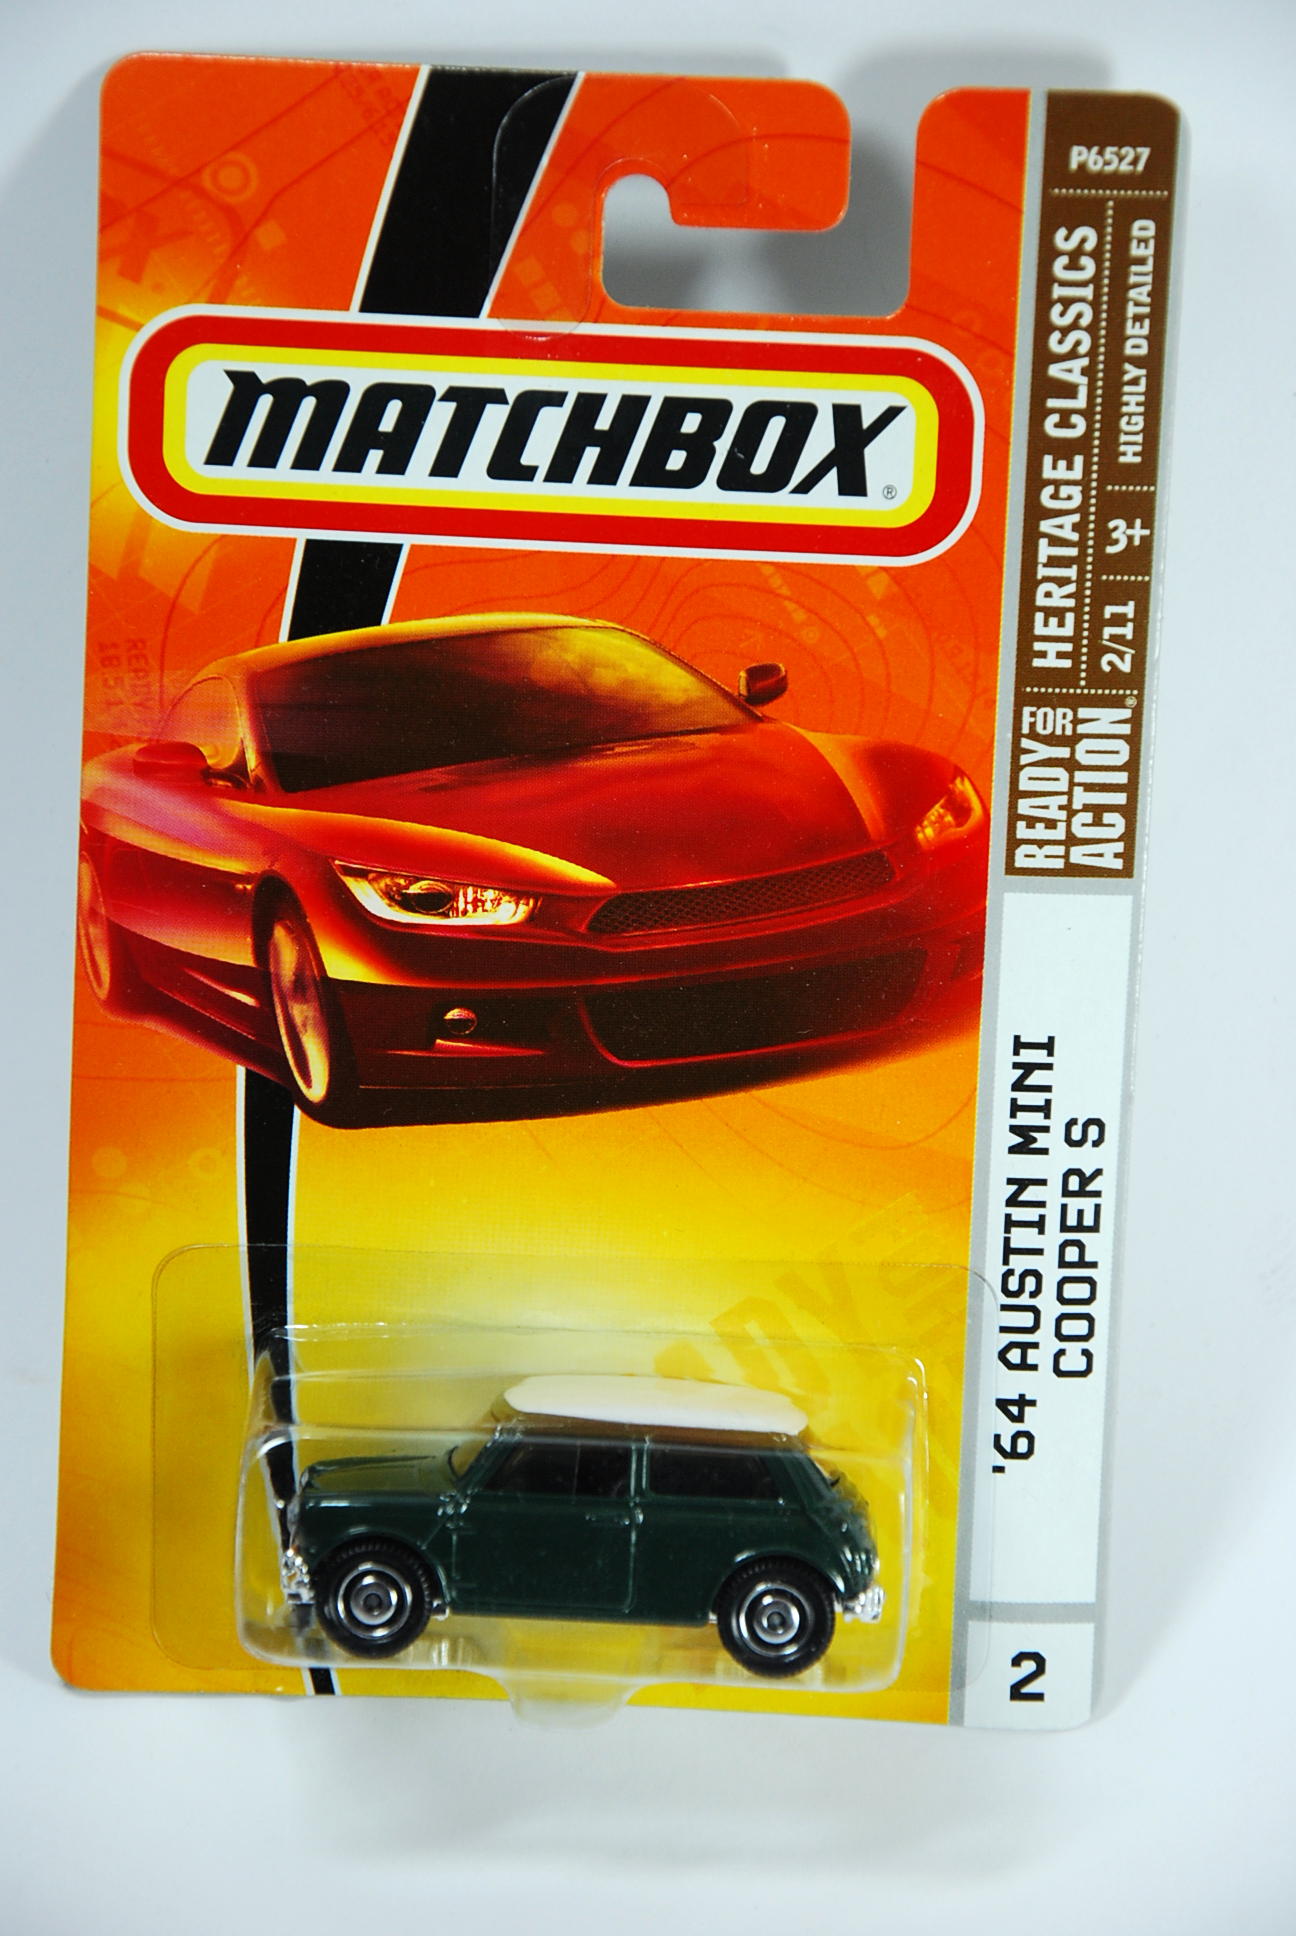 MATCHBOX®
P6527
HERITAGE CLASSICS
HIGHLY DETAILED
3+
2/11
READY FOR
ACTION®
'64 AUSTIN MINI
COOPER S
2